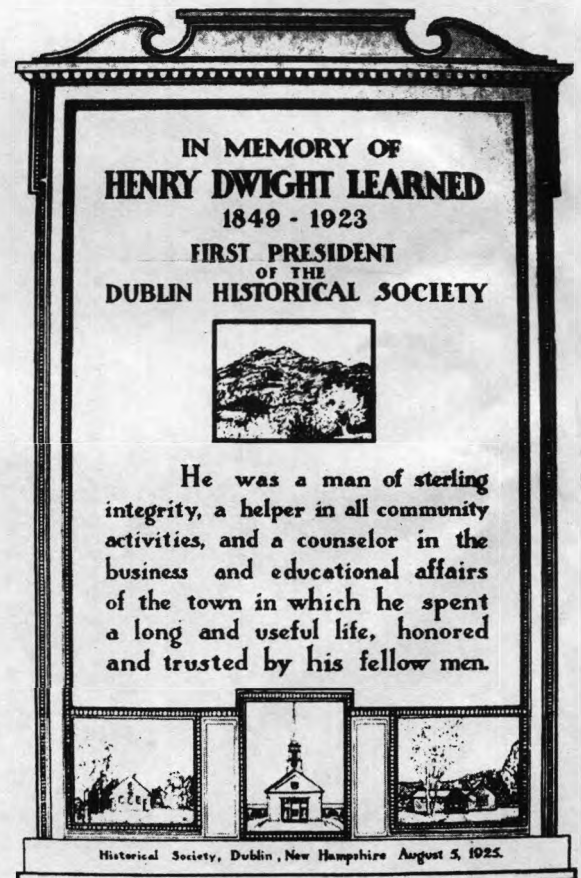 IN MEMORY OF
HENRY DWIGHT LEARNED
1849 - 1923
FIRST PRESIDENT
OF THE
DUBLIN HISTORICAL SOCIETY
He was a man of sterling
integrity, a helper in all community
activities, and a counselor in the
business and educational affairs
of the town in which he spent
a long and useful life, honored
and trusted by his fellow men.
Historical Society, Dublin, New Hampshire August 5, 1925.